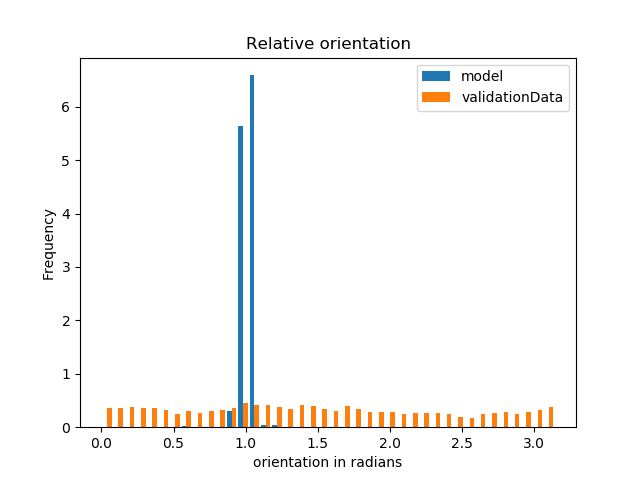 Relative orientation
model
validationData
Frequency
6
5
4
3
2
1
0
0.0 0.5 1.0 1.5 2.0 2.5 3.0
orientation in radians